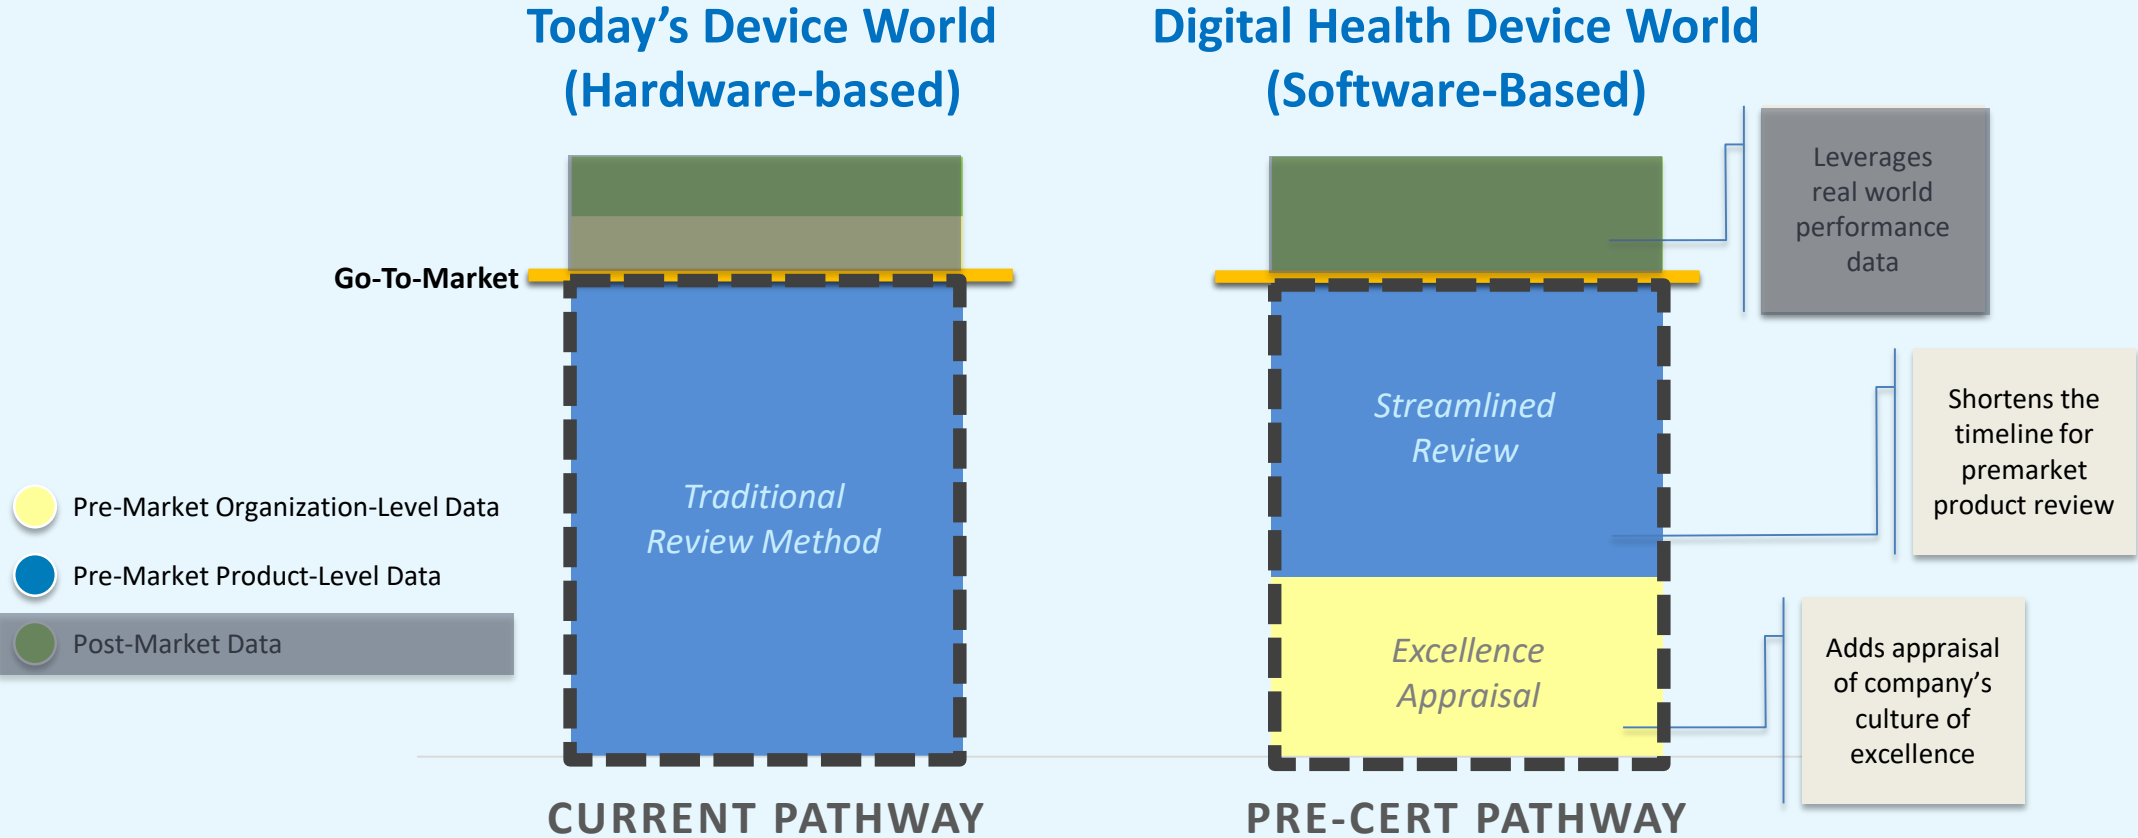 Today’s Device World
(Hardware-based)
Digital Health Device World
(Software-Based)
Leverages
real world
performance
data
Go-To-Market
Streamlined
Review
Shortens the
timeline for
premarket
product review
Traditional
Review Method
Pre-Market Organization-Level Data
Pre-Market Product-Level Data
Post-Market Data
Excellence
Appraisal
Adds appraisal
of company’s
culture of
excellence
CURRENT PATHWAY
PRE-CERT PATHWAY